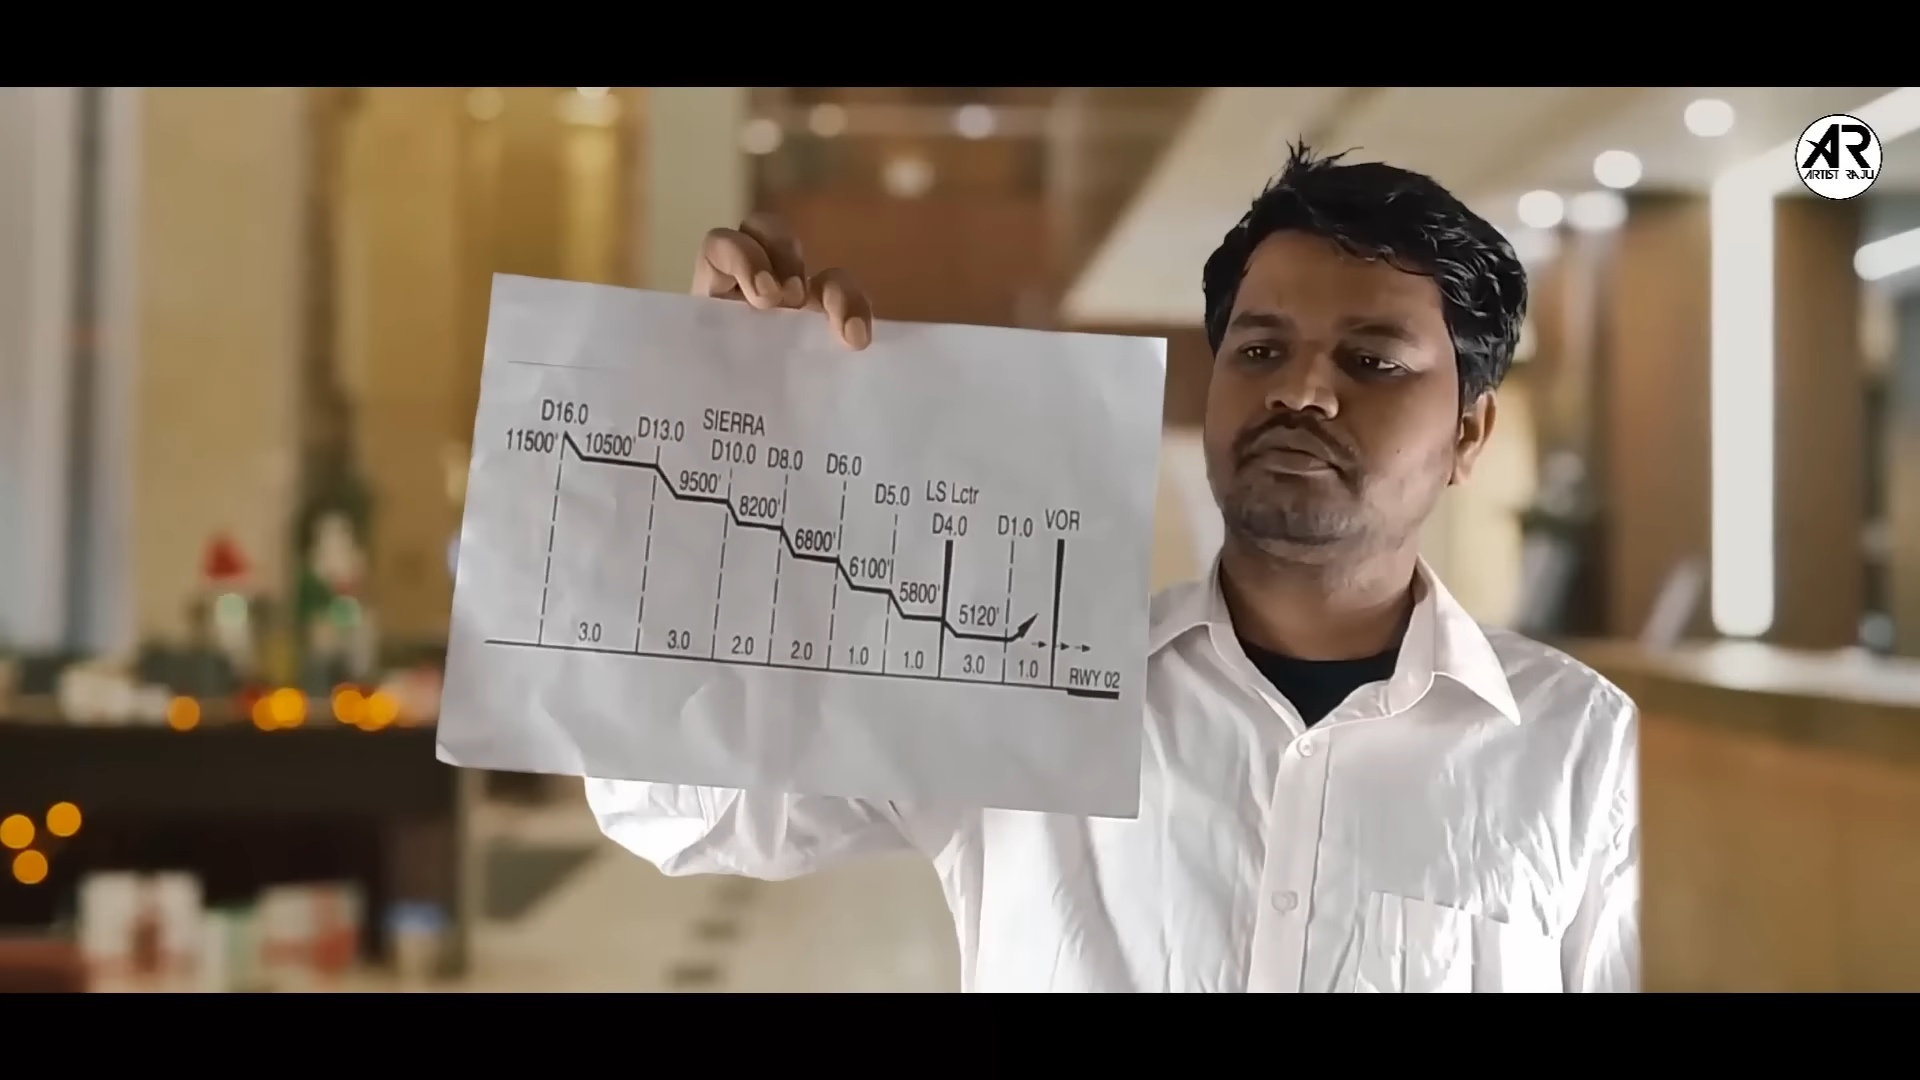 AR
ARTIST RAJU
D16.0
D13.0
SIERRA
D10.0
D8.0
D6.0
D5.0
LS Lctr
D4.0
D1.0
VOR
11500'
10500'
9500'
8200'
6800'
6100'
5800'
5120'
3.0
3.0
2.0
2.0
1.0
1.0
3.0
1.0
RWY 02